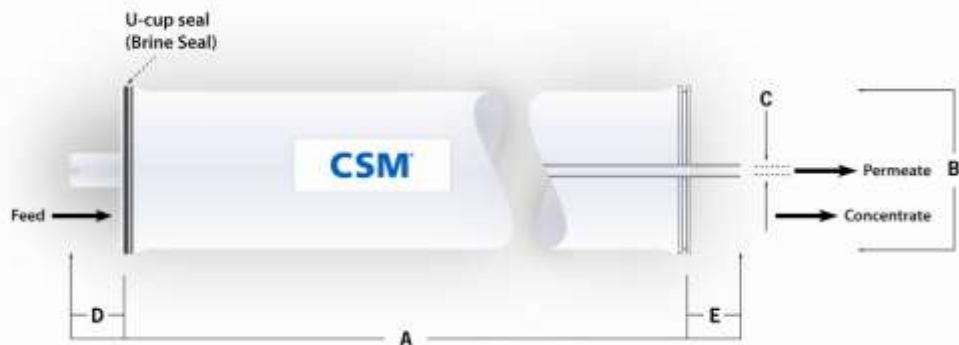 U-cup seal
(Brine Seal)
C
CSM
Permeate
B
Feed
Concentrate
D
E
A